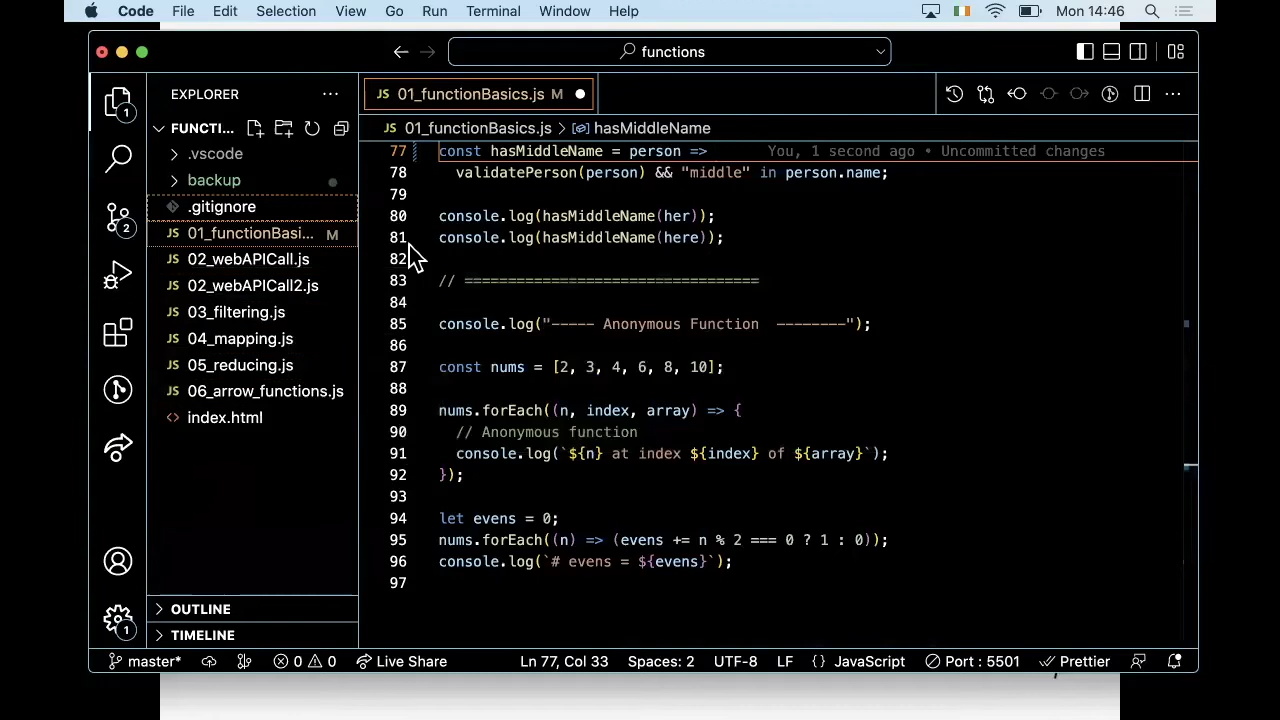 Code File Edit Selection View Go Run Terminal Window Help Mon 14:46
functions
EXPLORER
01_functionBasics.js M
FUNCTI...
01_functionBasics.js > hasMiddleName
.vscode
backup
.gitignore
01_functionBasi... M
02_webAPICall.js
02_webAPICall2.js
03_filtering.js
04_mapping.js
05_reducing.js
06_arrow_functions.js
index.html
OUTLINE
TIMELINE
1
2
1
77 const hasMiddleName = person => You, 1 second ago • Uncommitted changes
78 validatePerson(person) && "middle" in person.name;
79
80 console.log(hasMiddleName(her));
81 console.log(hasMiddleName(here));
82
83 // ==================================
84
85 console.log("----- Anonymous Function --------");
86
87 const nums = [2, 3, 4, 6, 8, 10];
88
89 nums.forEach((n, index, array) => {
90 // Anonymous function
91 console.log(`${n} at index ${index} of ${array}`);
92 });
93
94 let evens = 0;
95 nums.forEach((n) => (evens += n % 2 === 0 ? 1 : 0));
96 console.log(`# evens = ${evens}`);
97
master* 0 0 Live Share Ln 77, Col 33 Spaces: 2 UTF-8 LF {} JavaScript Port : 5501 Prettier